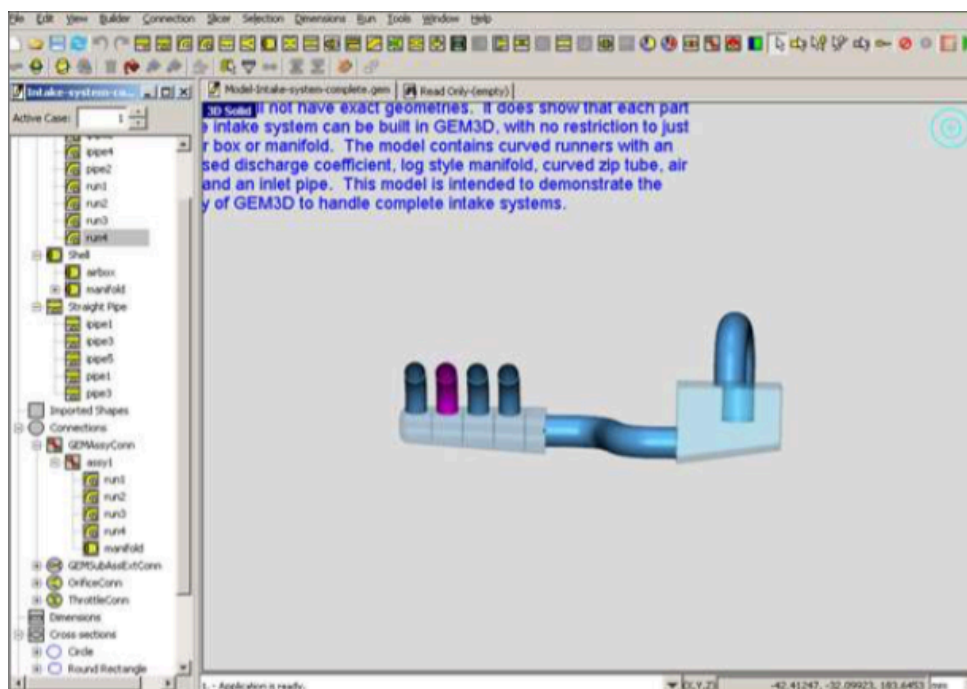 File Edit View Builder Connection Slicer Selection Dimensions Run Tools Window Help
Intake-system-co...
Active Case: 1
ipipe4
pipe2
run1
run2
run3
run4
Shell
airbox
manifold
Straight Pipe
ipipe1
ipipe3
ipipe5
pipe1
pipe3
Imported Shapes
Connections
GEMAssyConn
assy1
run1
run2
run3
run4
manifold
GEMSubAssExtConn
OrificeConn
ThrottleConn
Dimensions
Cross sections
Circle
Round Rectangle
Model-Intake-system-complete.gem
Read Only-(empty)
3D Solid
ll not have exact geometries. It does show that each part
e intake system can be built in GEM3D, with no restriction to just
r box or manifold. The model contains curved runners with an
sed discharge coefficient, log style manifold, curved zip tube, air
and an inlet pipe. This model is intended to demonstrate the
y of GEM3D to handle complete intake systems.
1. - Application is ready.
(X,Y,Z) -42.41247, -32.09923, 183.6453 mm